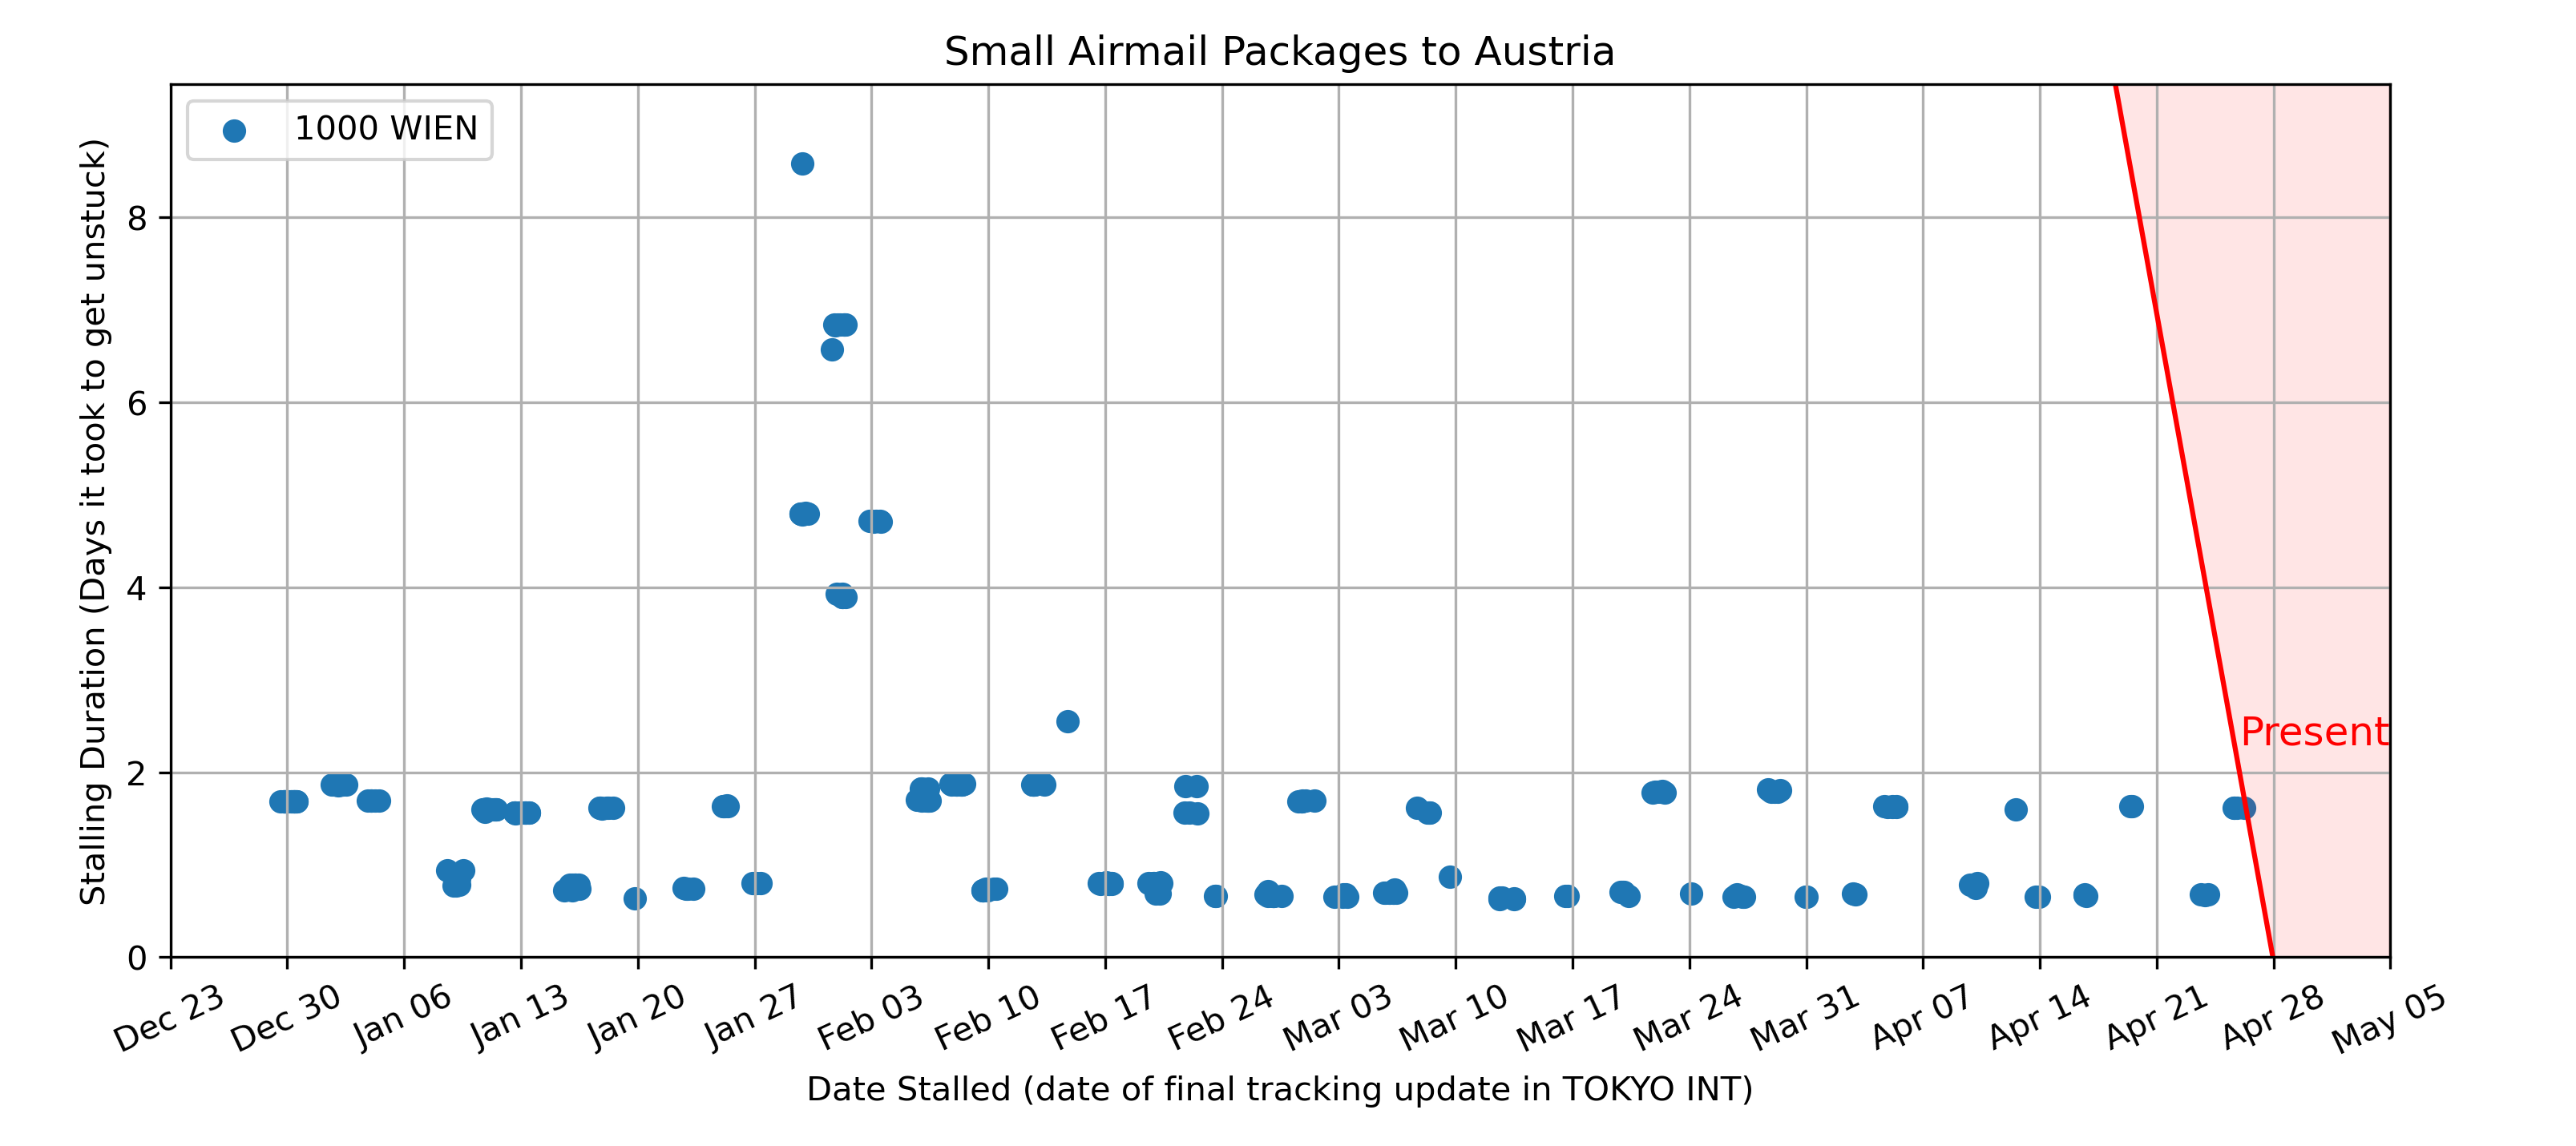 Small Airmail Packages to Austria
1000 WIEN
Stalling Duration (Days it took to get unstuck)
8
6
4
2
0
Present
Dec 23
Dec 30
Jan 06
Jan 13
Jan 20
Jan 27
Feb 03
Feb 10
Feb 17
Feb 24
Mar 03
Mar 10
Mar 17
Mar 24
Mar 31
Apr 07
Apr 14
Apr 21
Apr 28
May 05
Date Stalled (date of final tracking update in TOKYO INT)